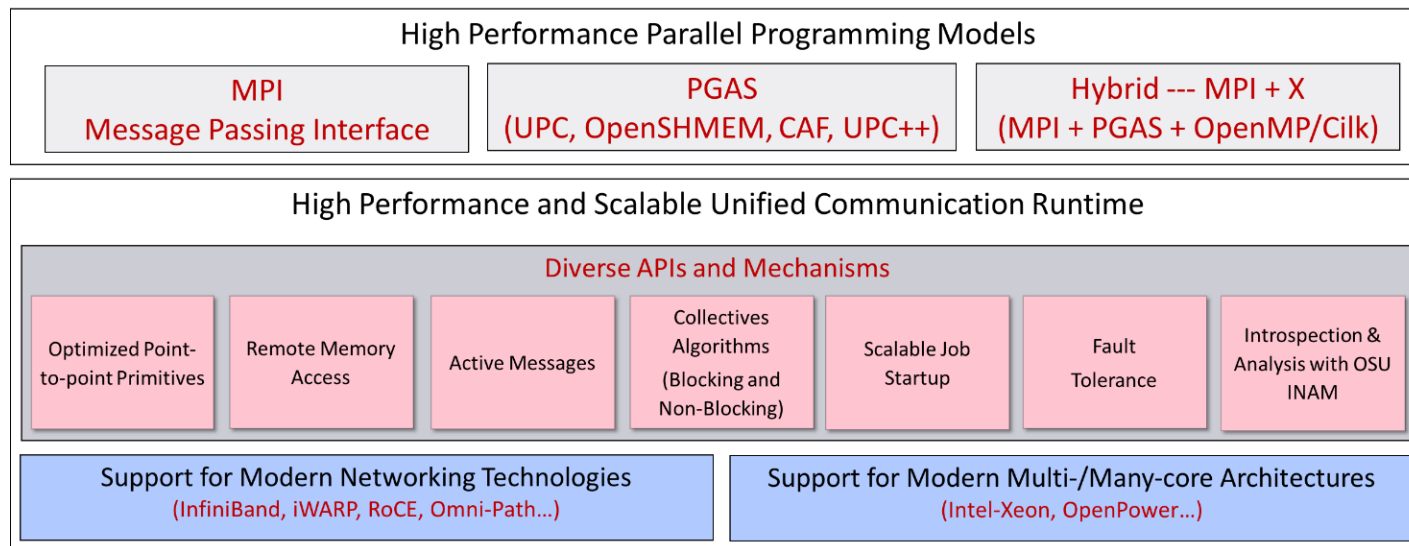 High Performance Parallel Programming Models
MPI
Message Passing Interface
PGAS
(UPC, OpenSHMEM, CAF, UPC++)
Hybrid --- MPI + X
(MPI + PGAS + OpenMP/Cilk)
High Performance and Scalable Unified Communication Runtime
Diverse APIs and Mechanisms
Optimized Point-
to-point Primitives
Remote Memory
Access
Active Messages
Collectives
Algorithms
(Blocking and
Non-Blocking)
Scalable Job
Startup
Fault
Tolerance
Introspection &
Analysis with OSU
INAM
Support for Modern Networking Technologies
(InfiniBand, iWARP, RoCE, Omni-Path...)
Support for Modern Multi-/Many-core Architectures
(Intel-Xeon, OpenPower...)